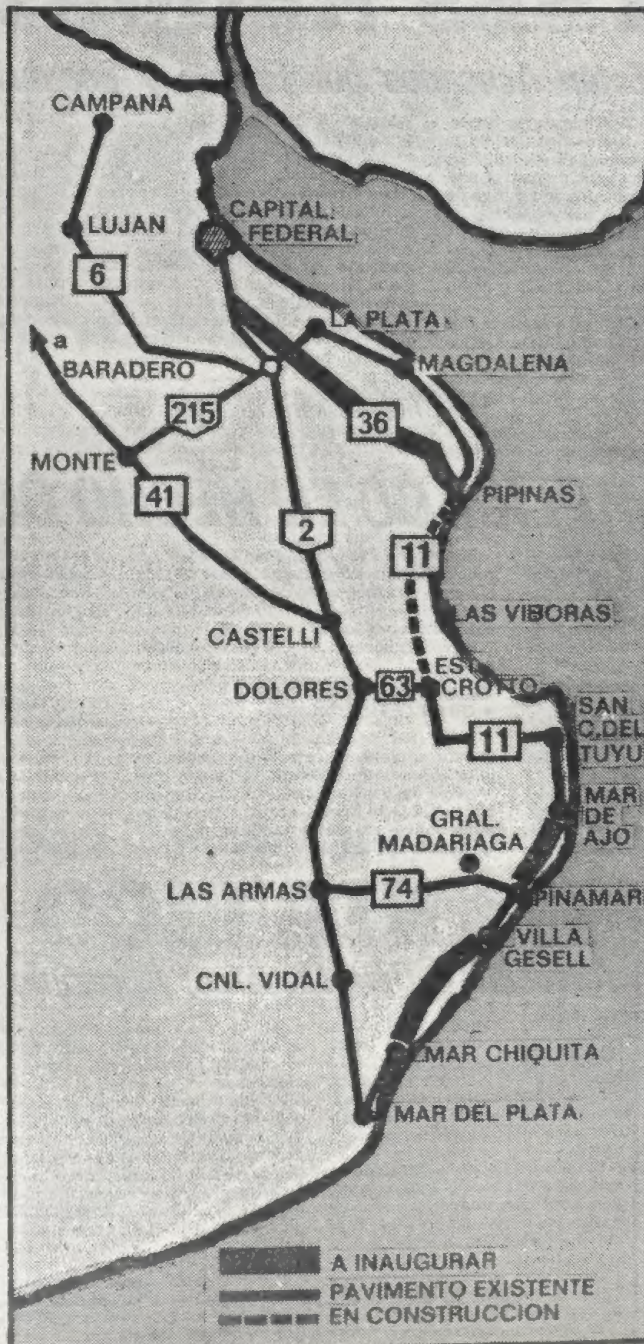 CAMPANA
CAPITAL
FEDERAL
LUJAN
6
LA PLATA
a
BARADERO
MAGDALENA
215
36
MONTE
41
PIPINAS
2
11
LAS VIBORAS
CASTELLI
EST.
CROTTO
DOLORES
63
SAN.
C.DEL
TUYU
11
MAR
DE
AJO
GRAL.
MADARIAGA
LAS ARMAS
74
PINAMAR
VILLA
GESELL
CNL. VIDAL
MAR CHIQUITA
MAR DEL PLATA
A INAUGURAR
PAVIMENTO EXISTENTE
EN CONSTRUCCION